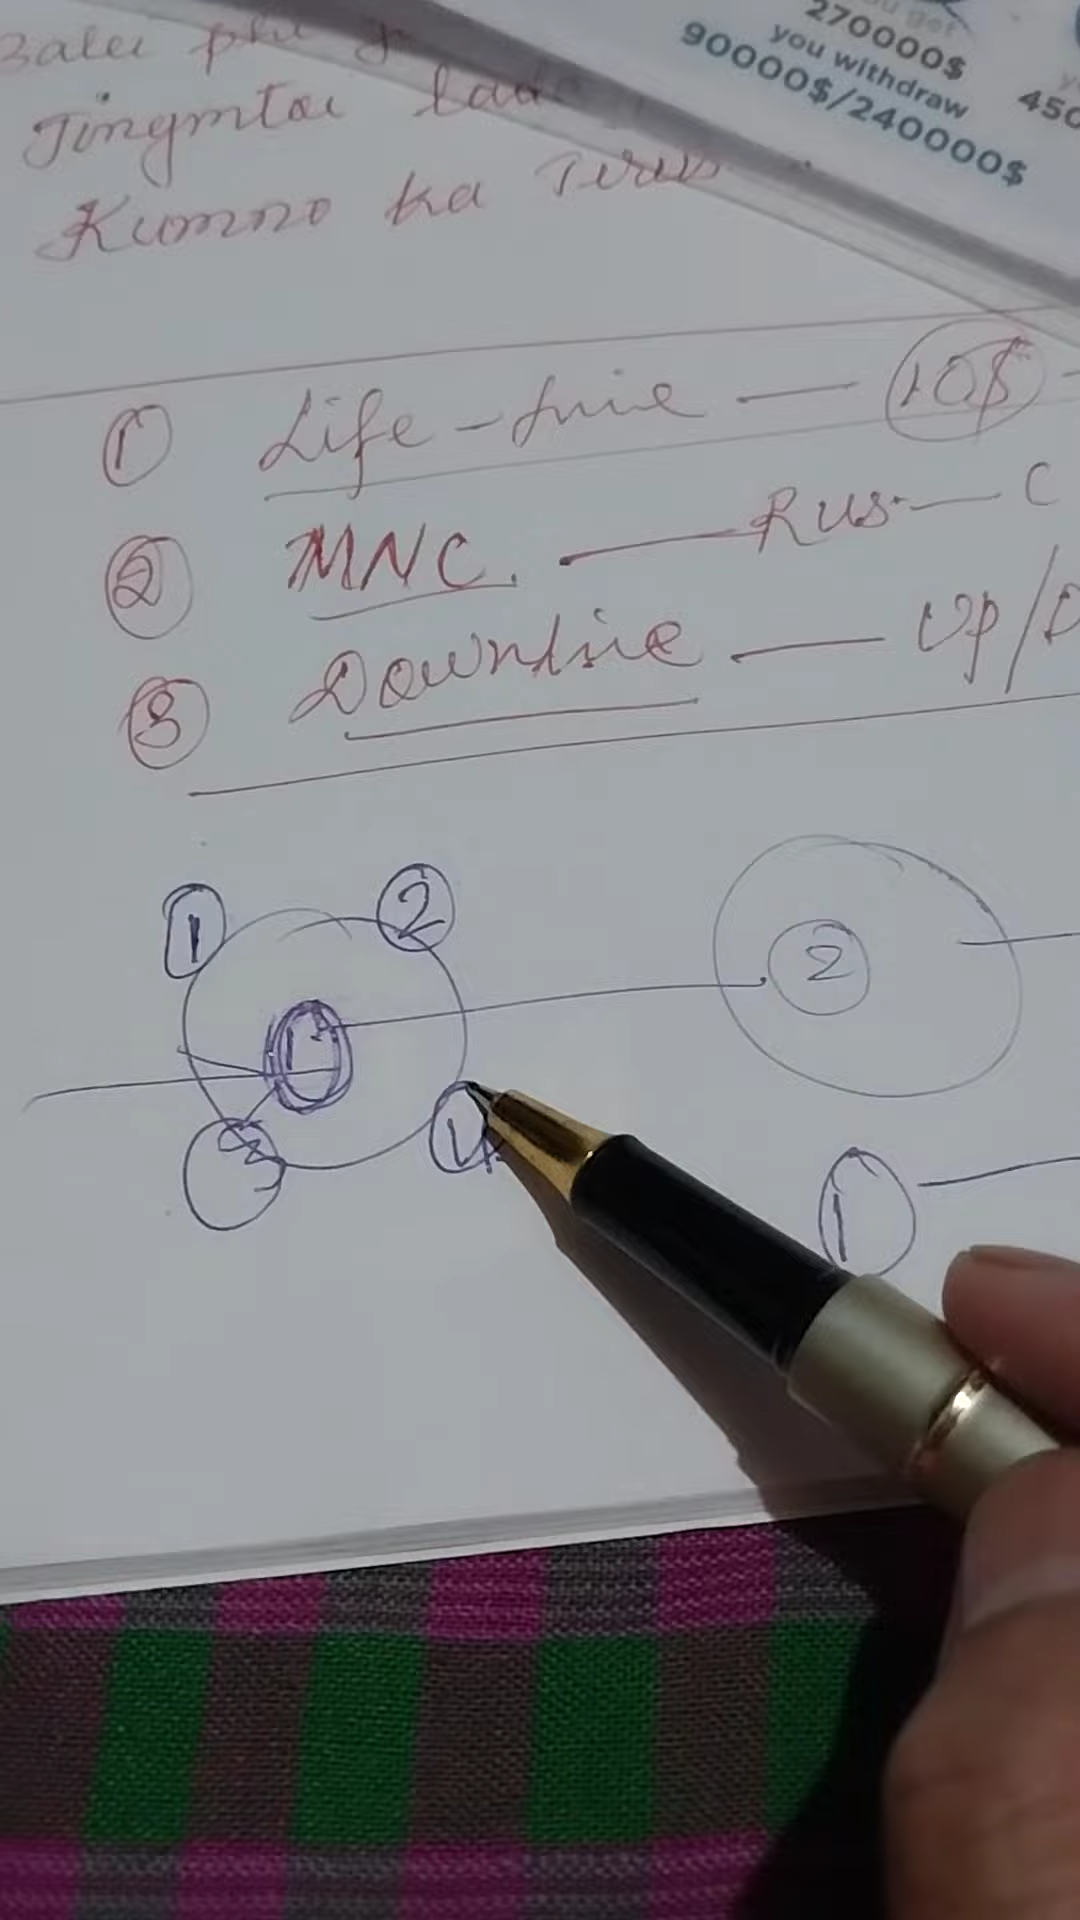 270000$
you withdraw
90000$/240000$
450
Jingmtai lad
Kumno ka
① Life-time — 10$
② MNC. — Rus. — C
③ Downline — Up/D
1 2
1 2
3 4
1